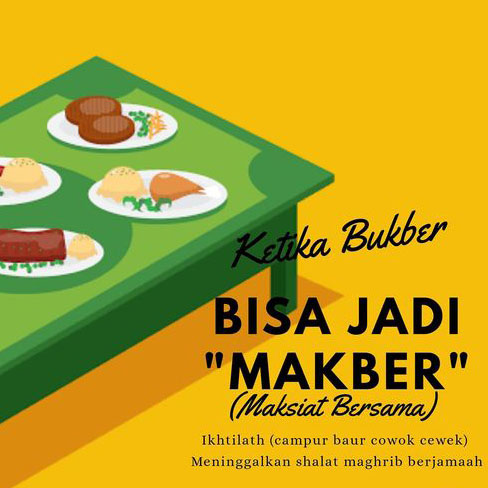 Ketika Bukber
BISA JADI
"MAKBER"
(Maksiat Bersama)
Ikhtilath (campur baur cowok cewek)
Meninggalkan shalat maghrib berjamaah